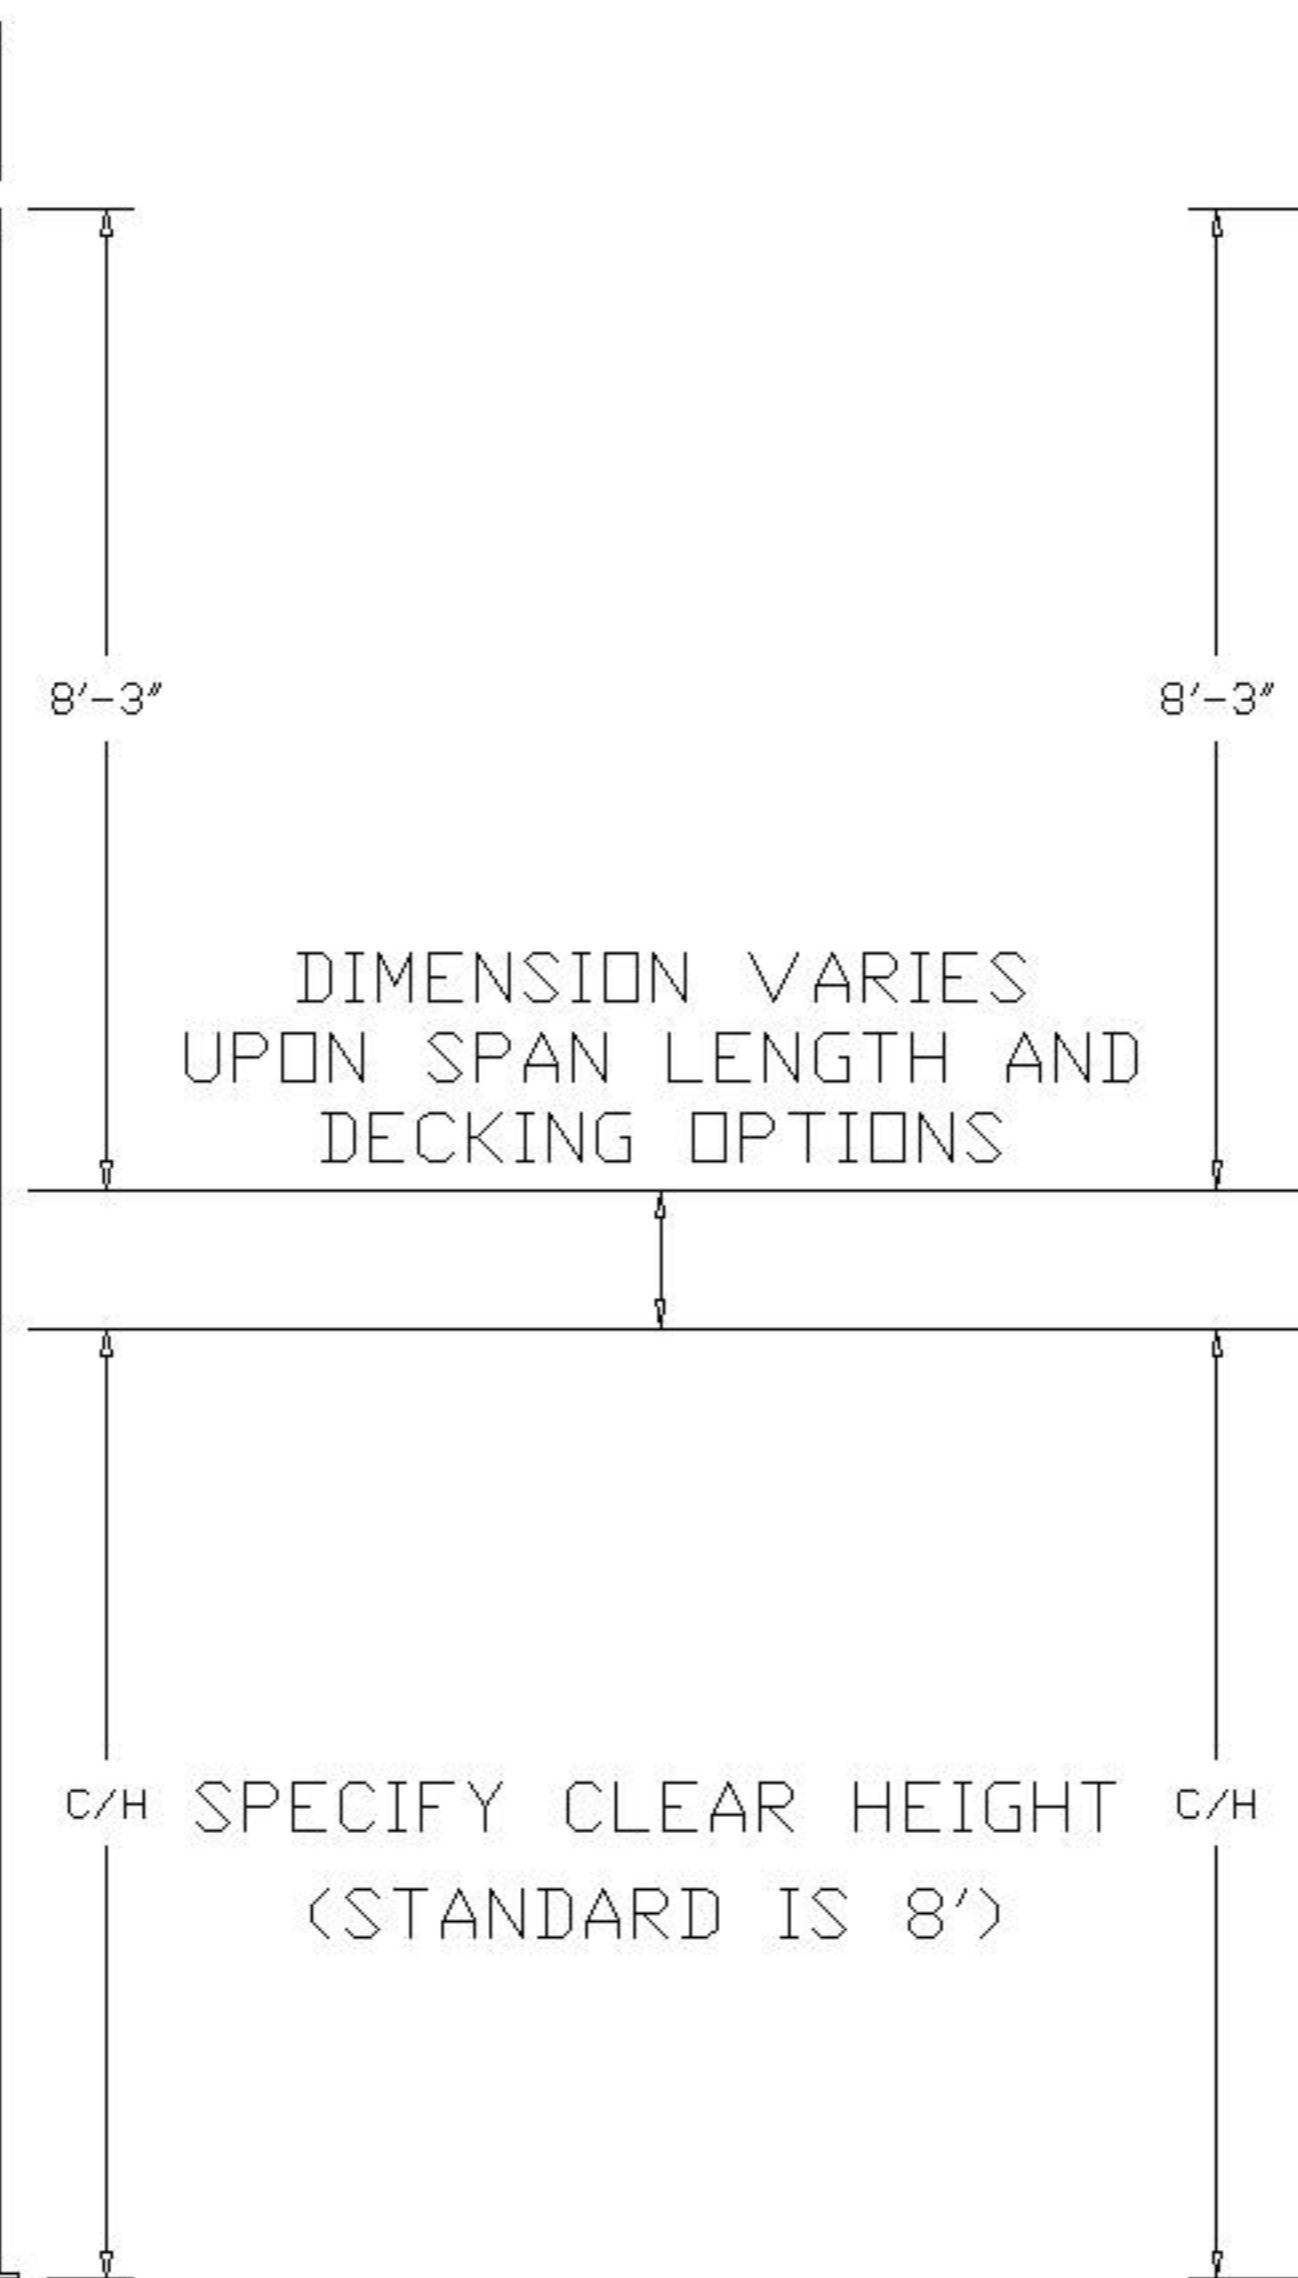 8'-3" 8'-3"
DIMENSION VARIES
UPON SPAN LENGTH AND
DECKING OPTIONS
C/H SPECIFY CLEAR HEIGHT C/H
(STANDARD IS 8')